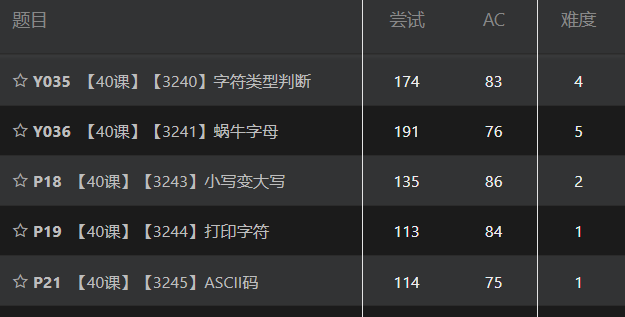 题目 尝试 AC 难度
Y035 【40课】【3240】字符类型判断 174 83 4
Y036 【40课】【3241】蜗牛字母 191 76 5
P18 【40课】【3243】小写变大写 135 86 2
P19 【40课】【3244】打印字符 113 84 1
P21 【40课】【3245】ASCII码 114 75 1